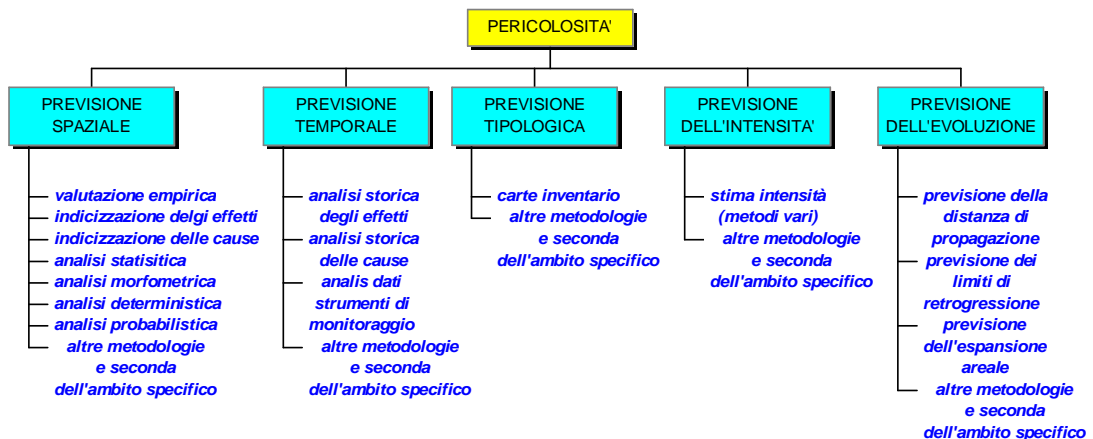 PERICOLOSITA'
PREVISIONE
SPAZIALE
valutazione empirica
indicizzazione delgi effetti
indicizzazione delle cause
analisi statisitica
analisi morfometrica
analisi deterministica
analisi probabilistica
altre metodologie
e seconda
dell'ambito specifico
PREVISIONE
TEMPORALE
analisi storica
degli effetti
analisi storica
delle cause
analis dati
strumenti di
monitoraggio
altre metodologie
e seconda
dell'ambito specifico
PREVISIONE
TIPOLOGICA
carte inventario
altre metodologie
e seconda
dell'ambito specifico
PREVISIONE
DELL'INTENSITA'
stima intensità
(metodi vari)
altre metodologie
e seconda
dell'ambito specifico
PREVISIONE
DELL'EVOLUZIONE
previsione della
distanza di
propagazione
previsione dei
limiti di
retrogressione
previsione
dell'espansione
areale
altre metodologie
e seconda
dell'ambito specifico